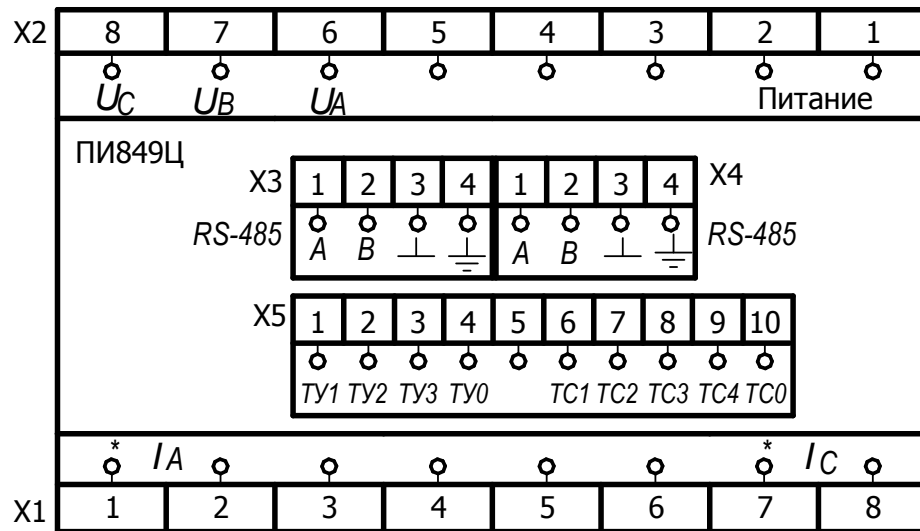 X2 8 7 6 5 4 3 2 1
UC UB UA Питание
ПИ849Ц
X3 1 2 3 4 1 2 3 4 X4
RS-485 A B A B RS-485
X5 1 2 3 4 5 6 7 8 9 10
ТУ1 ТУ2 ТУ3 ТУ0 ТС1 ТС2 ТС3 ТС4 ТС0
* IA * IC
X1 1 2 3 4 5 6 7 8